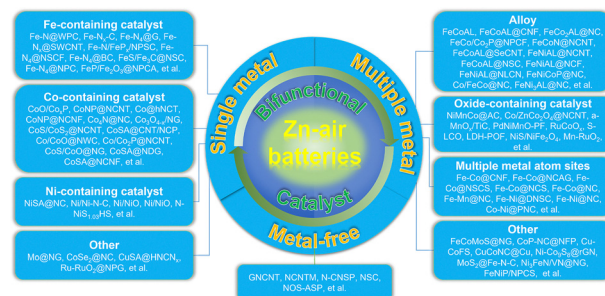 Fe-containing catalyst
Fe-N@WPC, Fe-Nₓ-C, Fe-N₄@G, Fe-
Nₓ@SWCNT, Fe-N/FePₓ/NPSC, Fe-
N₄@NSCF, Fe-N₄@BC, FeS/Fe₃C@NSC,
Fe-N₄@NPC, FeP/Fe₂O₃@NPCA, et al.
Co-containing catalyst
CoO/CoₓP, CoNP@NCNT, Co@hNCT,
CoNP@NCNF, Co₄N@NC, Co₃O₄₋ₓ/NG,
CoS/CoS₂@NCNT, CoSA@CNT/NCP,
Co/CoO@NWC, Co/Co₂P@NCNT,
CoS/CoO@NG, CoSA@NDG,
CoSA@NCNF, et al.
Ni-containing catalyst
NiSA@NC, Ni/Ni-N-C, Ni/NiO, Ni/NiO, N-
NiS₁.₀₃HS, et al.
Other
Mo@NG, CoSe₂@NC, CuSA@HNCNₓ,
Ru-RuO₂@NPG, et al.
Single metal
Multiple metal
Metal-free
Bifunctional
Zn-air
batteries
Catalyst
GNCNT, NCNTM, N-CNSP, NSC,
NOS-ASP, et al.
Alloy
FeCoAL, FeCoAL@CNF, FeCo₂AL@NC,
FeCo/Co₂P@NPCF, FeCoN@NCNT,
FeCoAL@SeCNT, FeNiAL@NCNT,
FeCoAL@NSC, FeNiAL@NCF,
FeNiAL@NLCN, FeNiCoP@NC,
Co/FeCo@NC, FeNi₃AL@NC, et al.
Oxide-containing catalyst
NiMnCo@AC, Co/ZnCo₂O₄@NCNT, a-
MnOₓ/TiC, PdNiMnO-PF, RuCoOₓ, S-
LCO, LDH-POF, NiS/NiFe₂O₄, Mn-RuO₂,
et al.
Multiple metal atom sites
Fe-Co@CNF, Fe-Co@NCAG, Fe-
Co@NSCS, Fe-Co@NCS, Fe-Co@NC,
Fe-Mn@NC, Fe-Ni@DNSC, Fe-Ni@NC,
Co-Ni@PNC, et al.
Other
FeCoMoS@NG, CoP-NC@NFP, Cu-
CoFS, CuCoNC@Cu, Ni-Co₉S₈@rGN,
MoS₂@Fe-N-C, Ni₃FeN/VN@NG,
FeNiP/NPCS, et al.